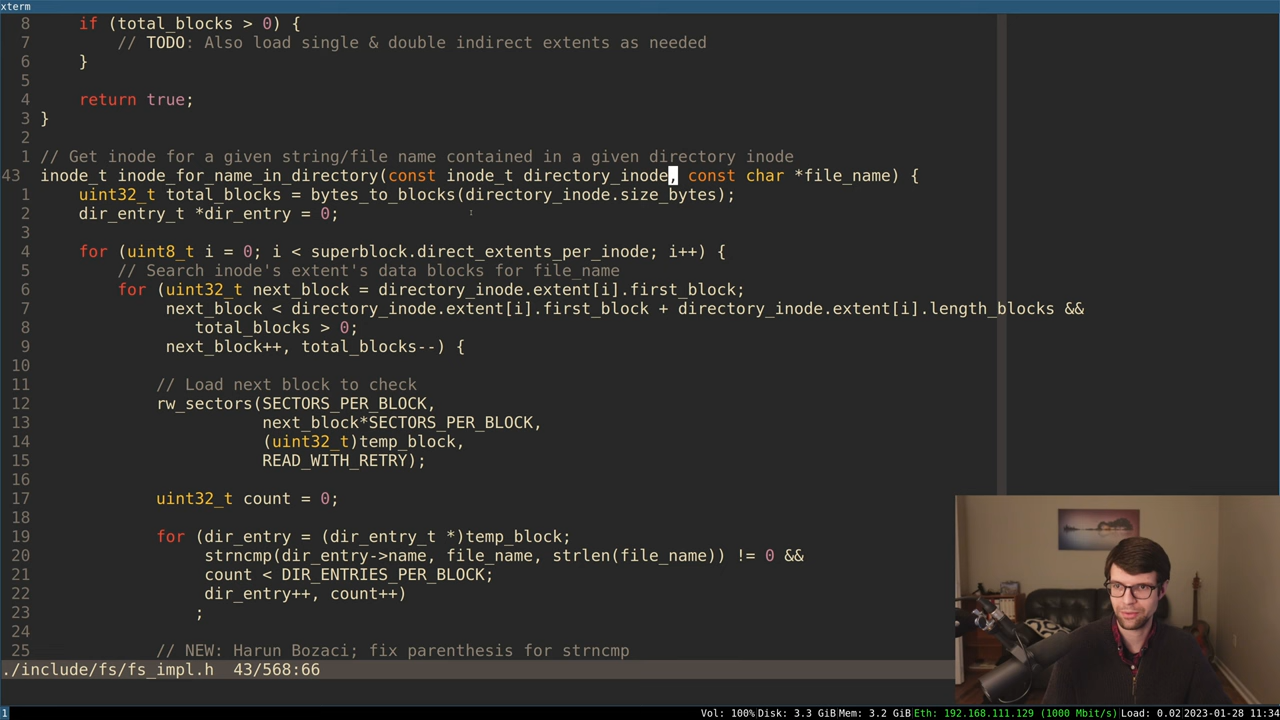 xterm
8 if (total_blocks > 0) {
7 // TODO: Also load single & double indirect extents as needed
6 }
5
4 return true;
3 }
2
1 // Get inode for a given string/file name contained in a given directory inode
43 inode_t inode_for_name_in_directory(const inode_t directory_inode, const char *file_name) {
1 uint32_t total_blocks = bytes_to_blocks(directory_inode.size_bytes);
2 dir_entry_t *dir_entry = 0;
3
4 for (uint8_t i = 0; i < superblock.direct_extents_per_inode; i++) {
5 // Search inode's extent's data blocks for file_name
6 for (uint32_t next_block = directory_inode.extent[i].first_block;
7 next_block < directory_inode.extent[i].first_block + directory_inode.extent[i].length_blocks &&
8 total_blocks > 0;
9 next_block++, total_blocks--) {
10
11 // Load next block to check
12 rw_sectors(SECTORS_PER_BLOCK,
13 next_block*SECTORS_PER_BLOCK,
14 (uint32_t)temp_block,
15 READ_WITH_RETRY);
16
17 uint32_t count = 0;
18
19 for (dir_entry = (dir_entry_t *)temp_block;
20 strncmp(dir_entry->name, file_name, strlen(file_name)) != 0 &&
21 count < DIR_ENTRIES_PER_BLOCK;
22 dir_entry++, count++)
23 ;
24
25 // NEW: Harun Bozaci; fix parenthesis for strncmp
./include/fs/fs_impl.h 43/568:66
1 Vol: 100% Disk: 3.3 GiB Mem: 3.2 GiB Eth: 192.168.111.129 (1000 Mbit/s) Load: 0.02 2023-01-28 11:34